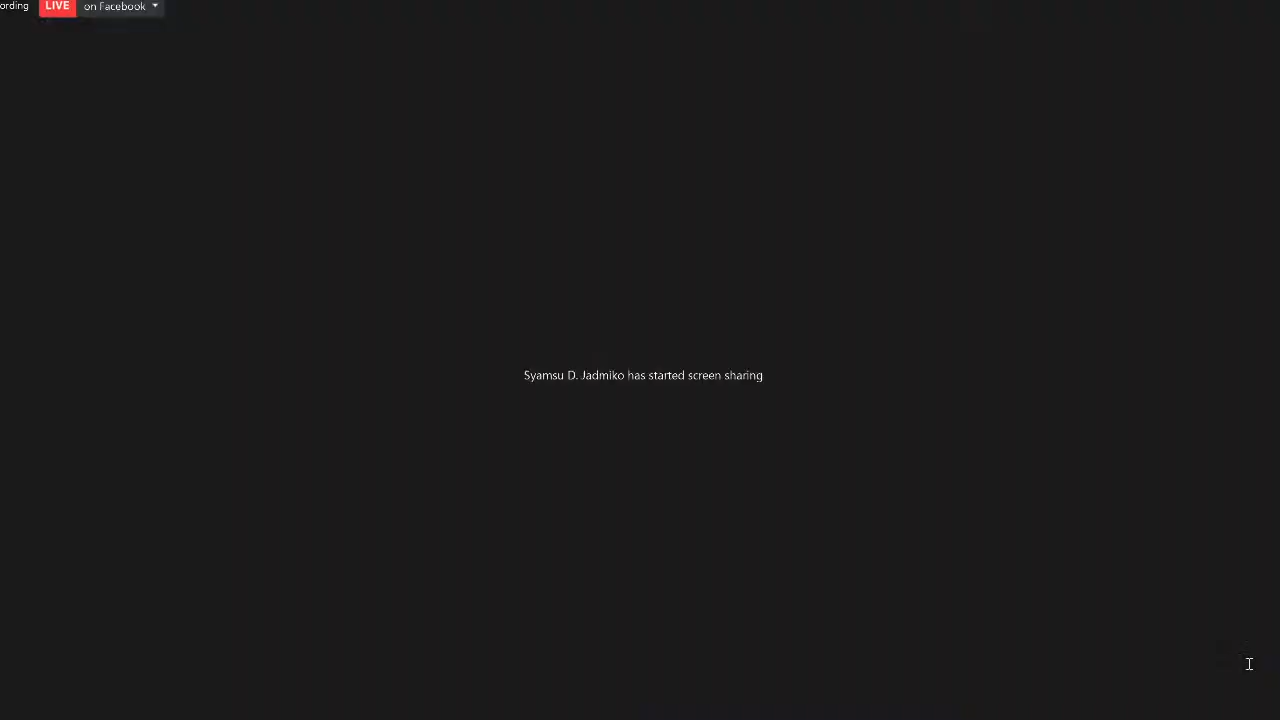 ording LIVE on Facebook
Syamsu D. Jadmiko has started screen sharing